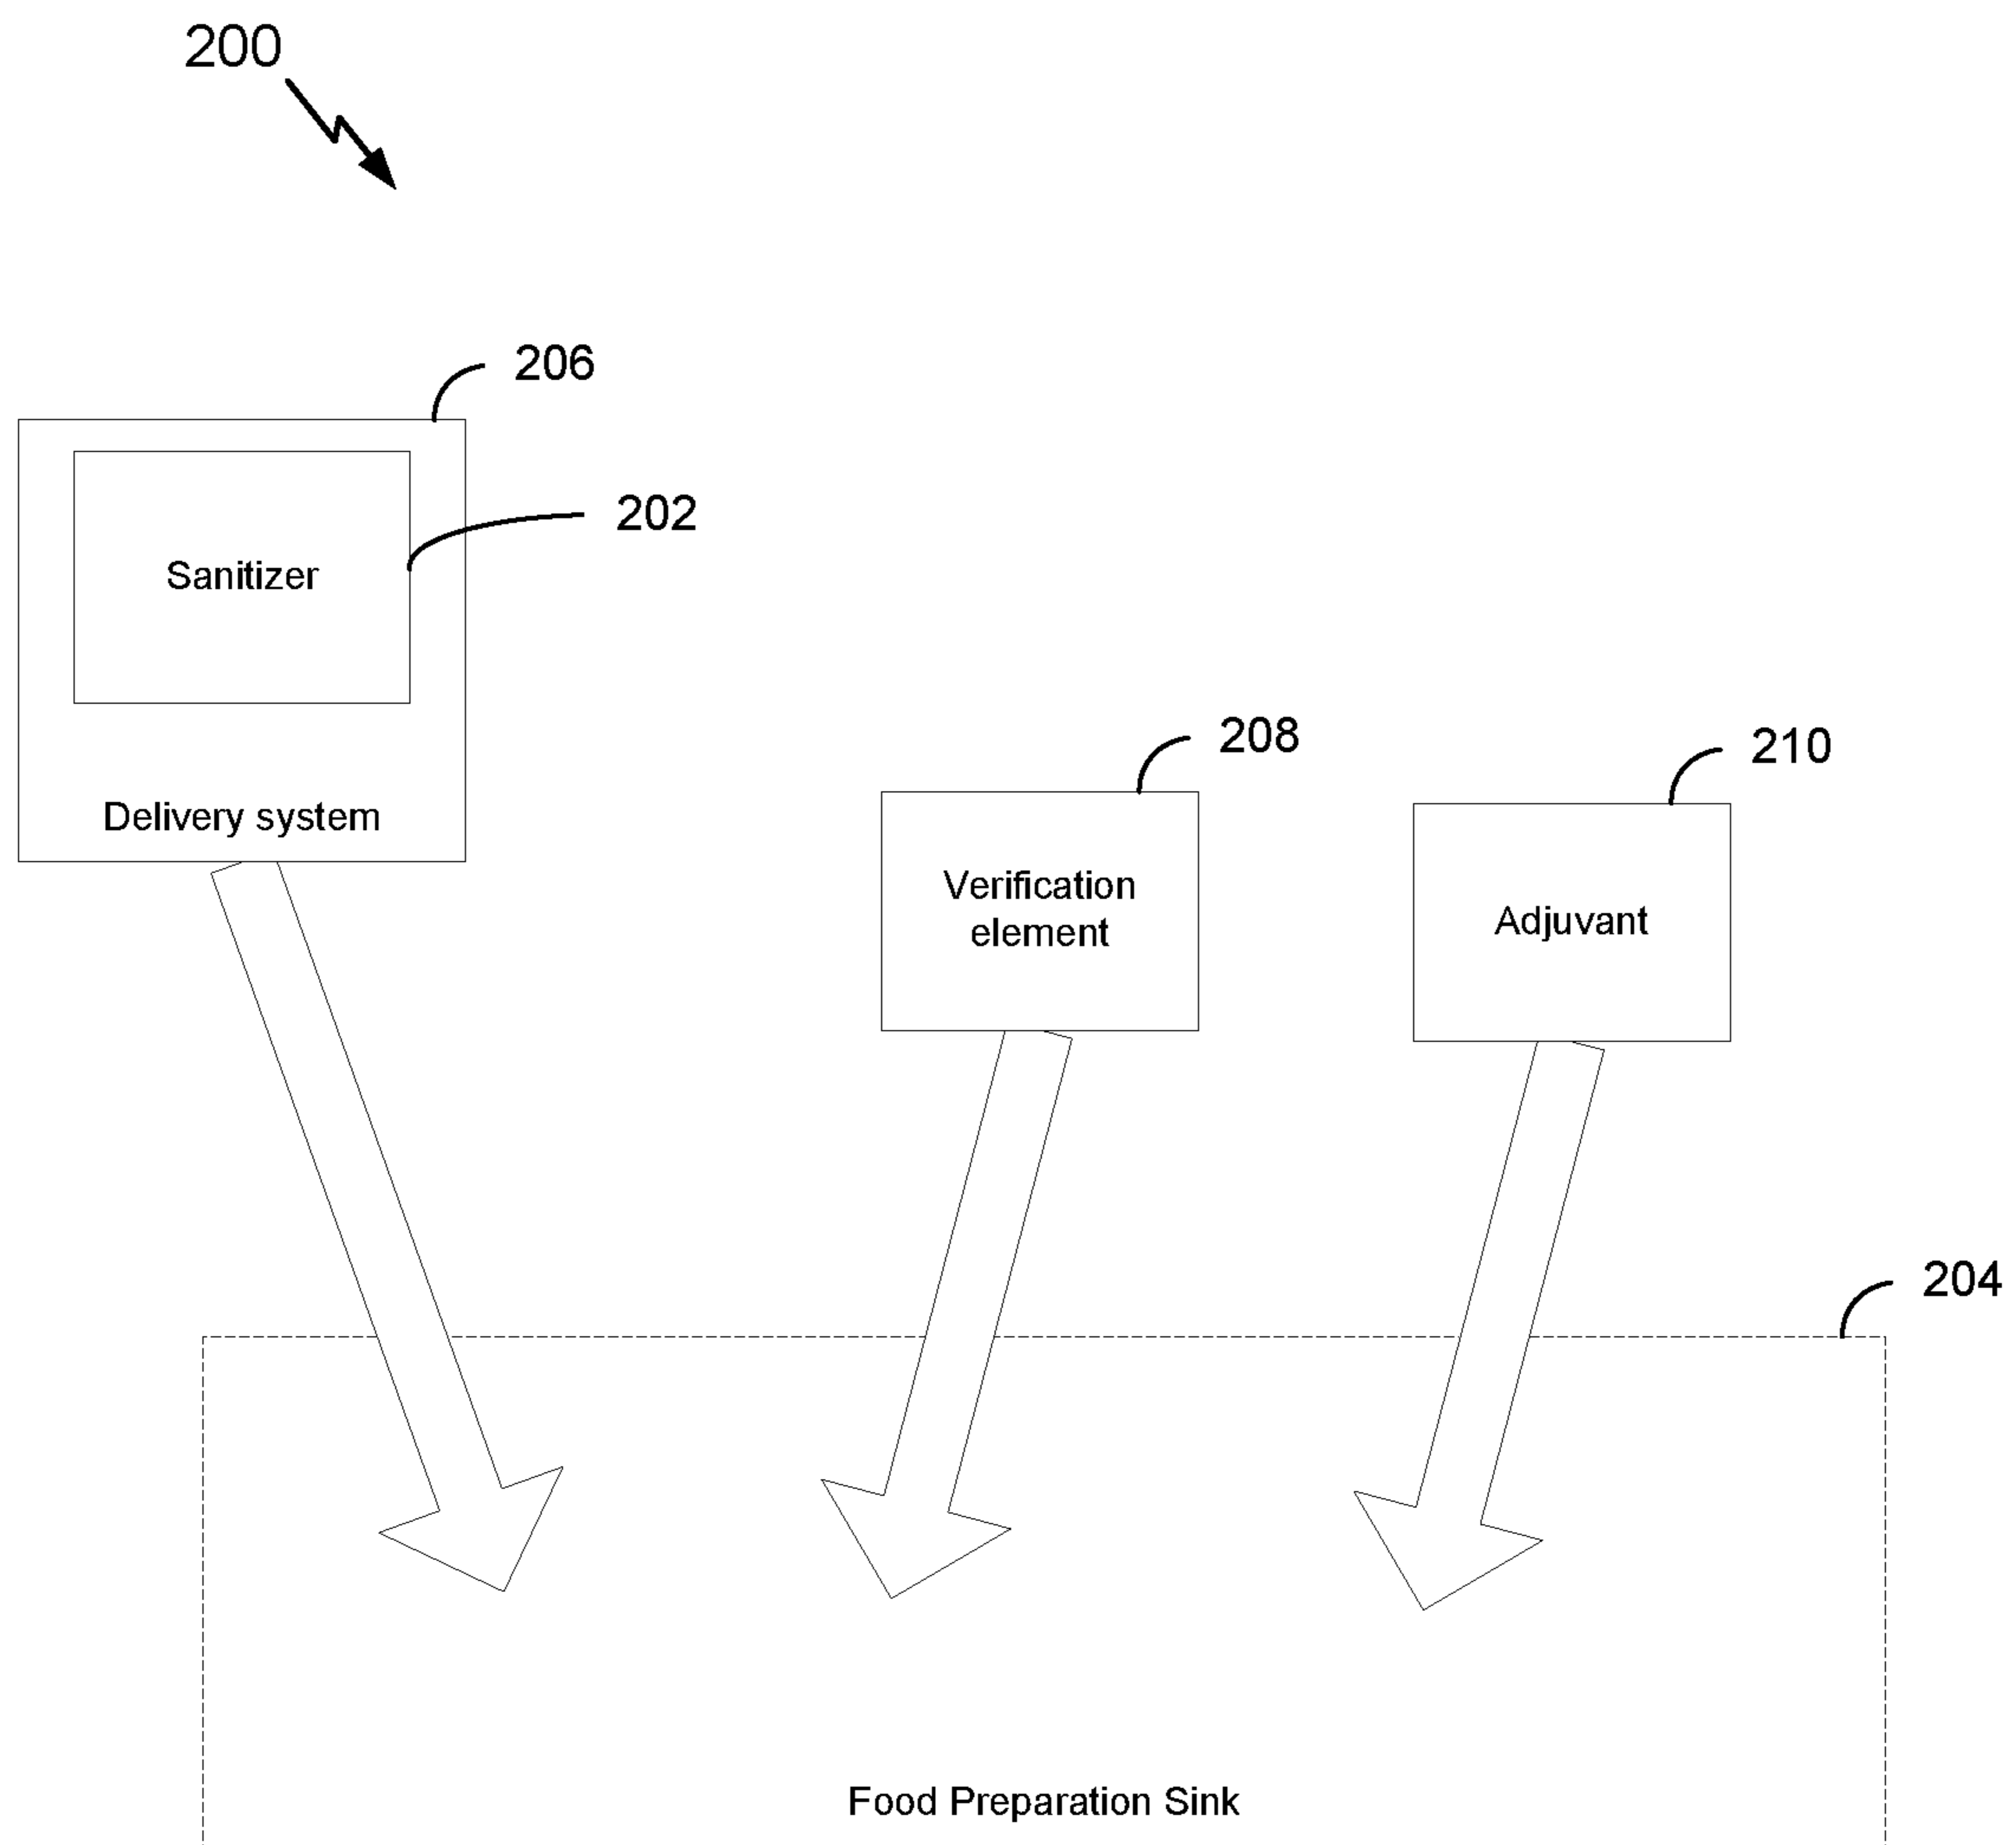 200
206
202
Sanitizer
208
210
Delivery system
Verification
element
Adjuvant
204
Food Preparation Sink